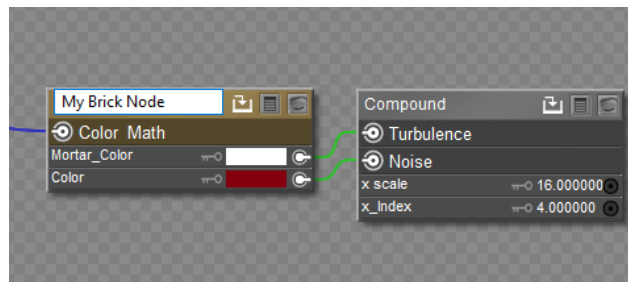 My Brick Node
Color Math
Mortar_Color
Color
Compound
Turbulence
Noise
x scale 16.000000
x_Index 4.000000